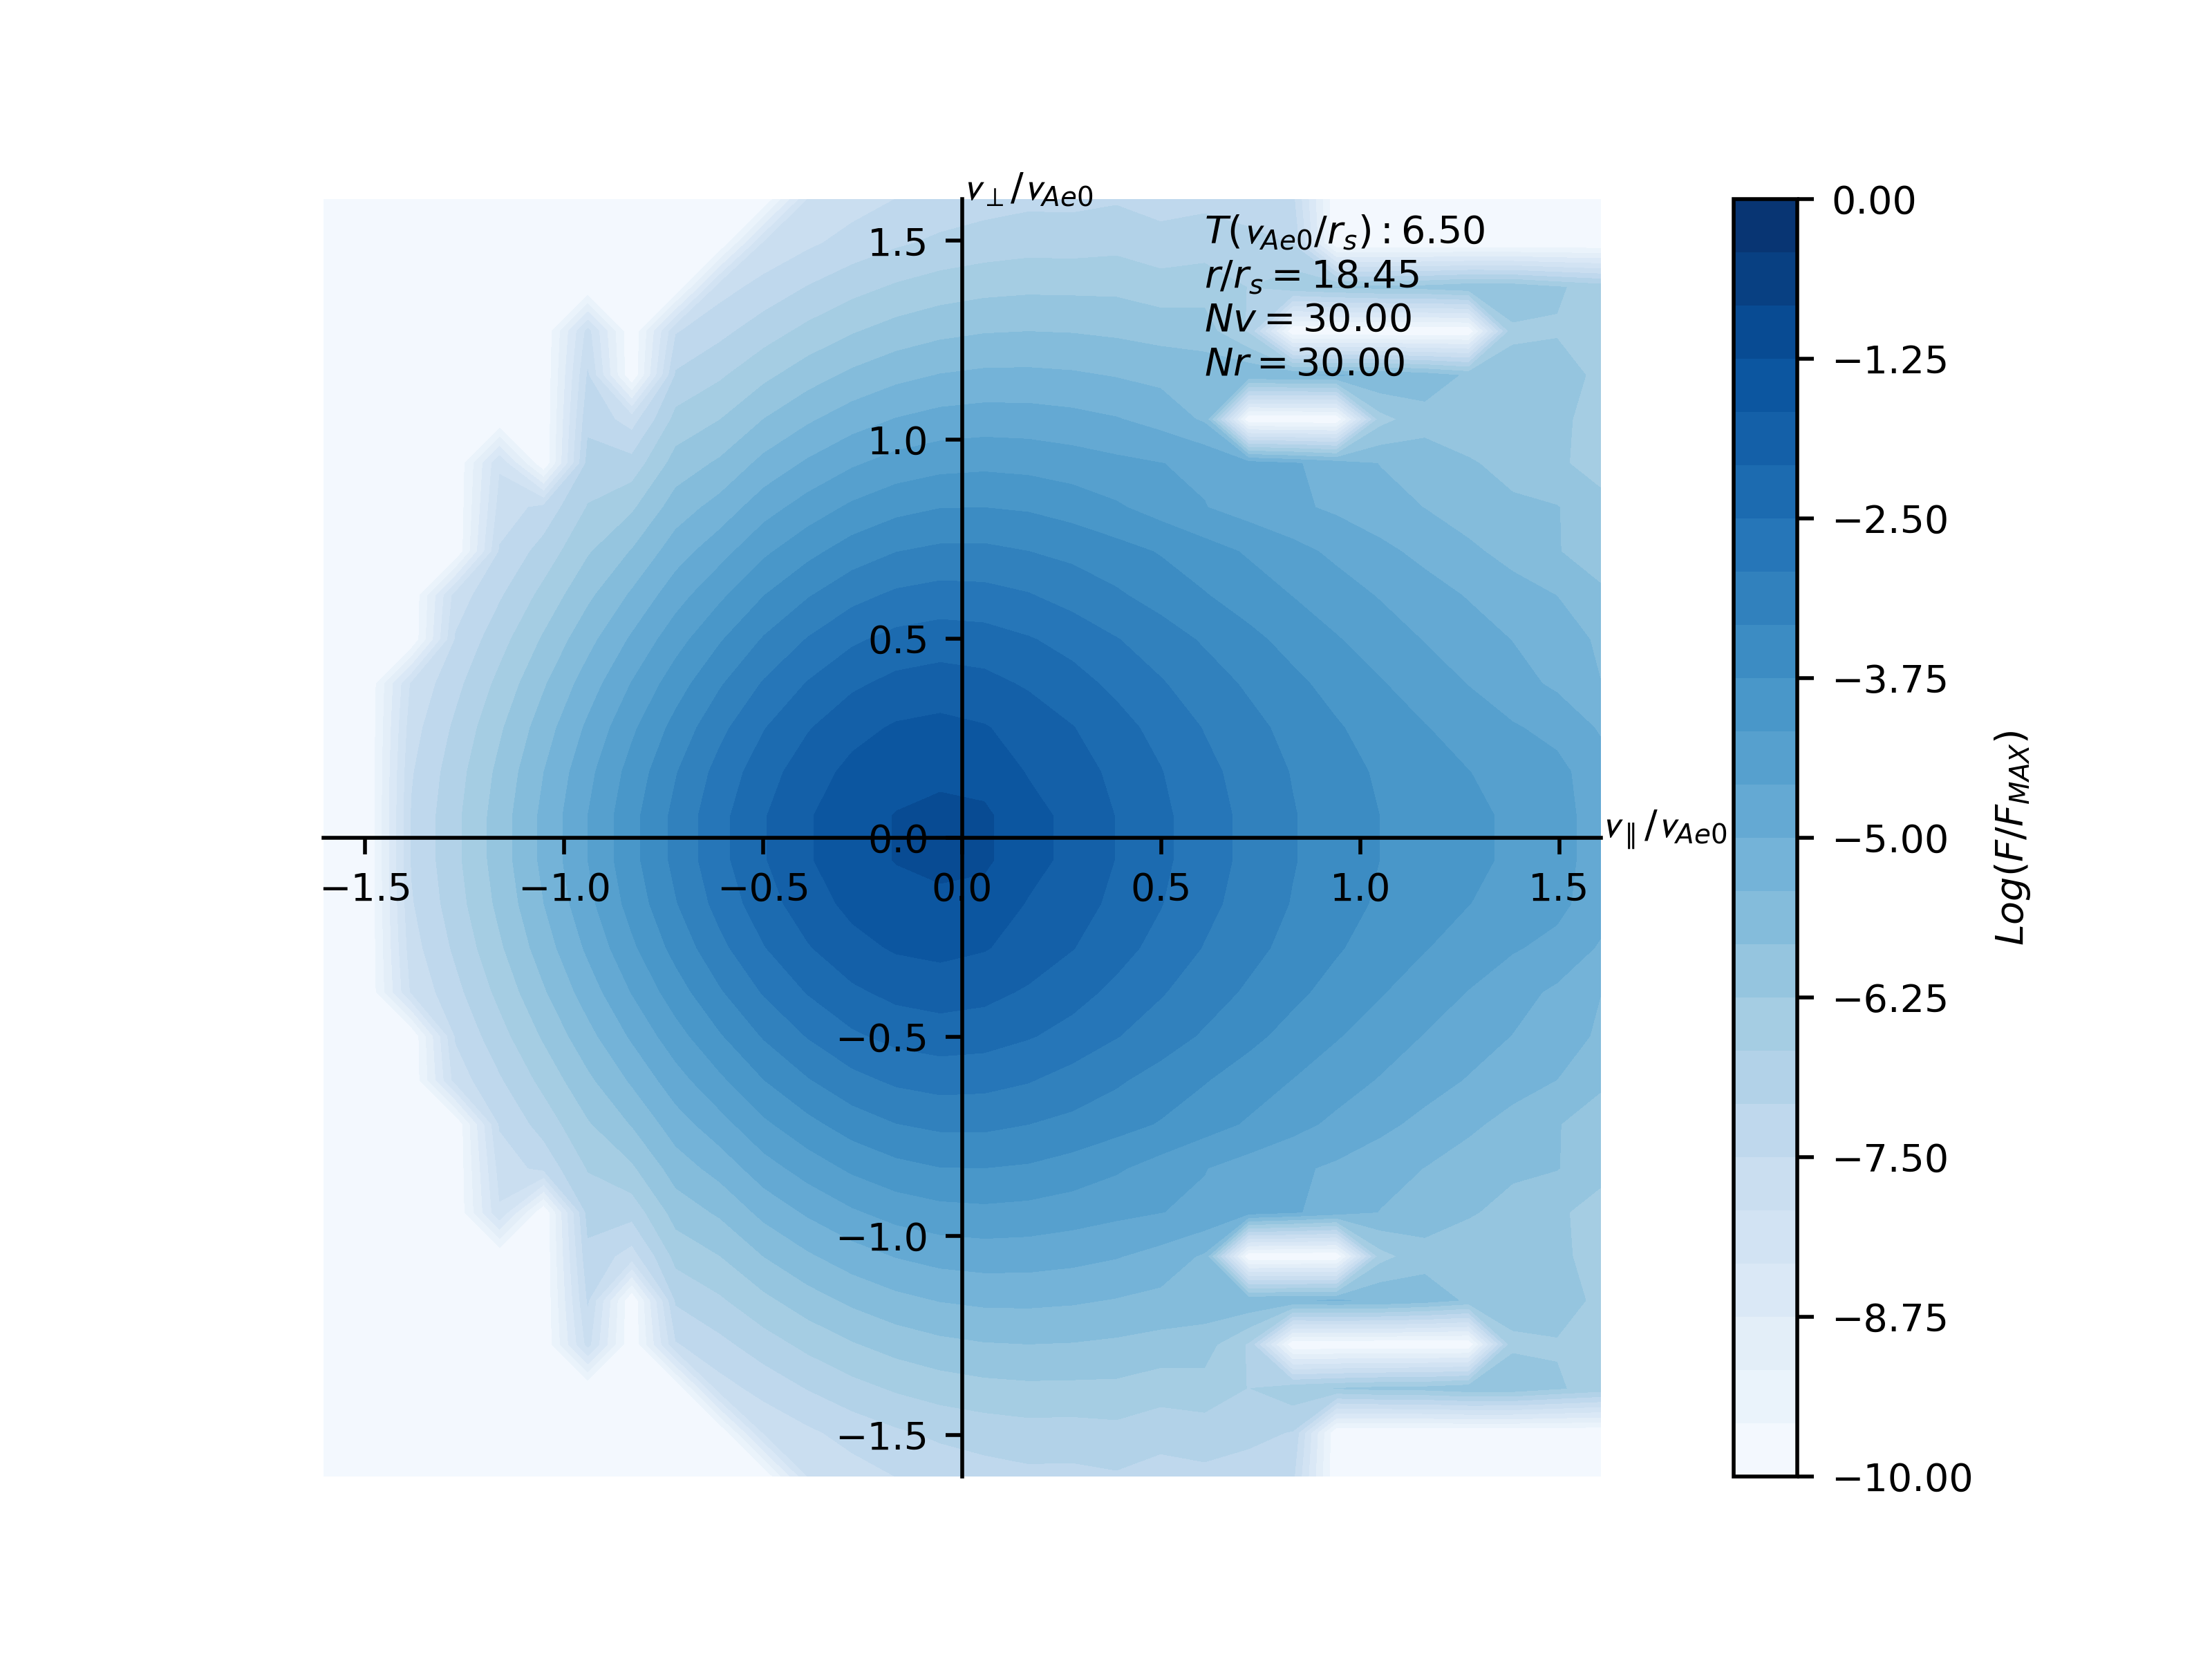 v⊥/vAe0
T(vAe0/rs) : 6.50
r/rs = 18.45
Nv = 30.00
Nr = 30.00
1.5
1.0
0.5
0.0
−0.5
−1.0
−1.5
−1.5 −1.0 −0.5 0.0 0.5 1.0 1.5
v∥/vAe0
0.00
−1.25
−2.50
−3.75
−5.00
−6.25
−7.50
−8.75
−10.00
Log(F/FMAX)